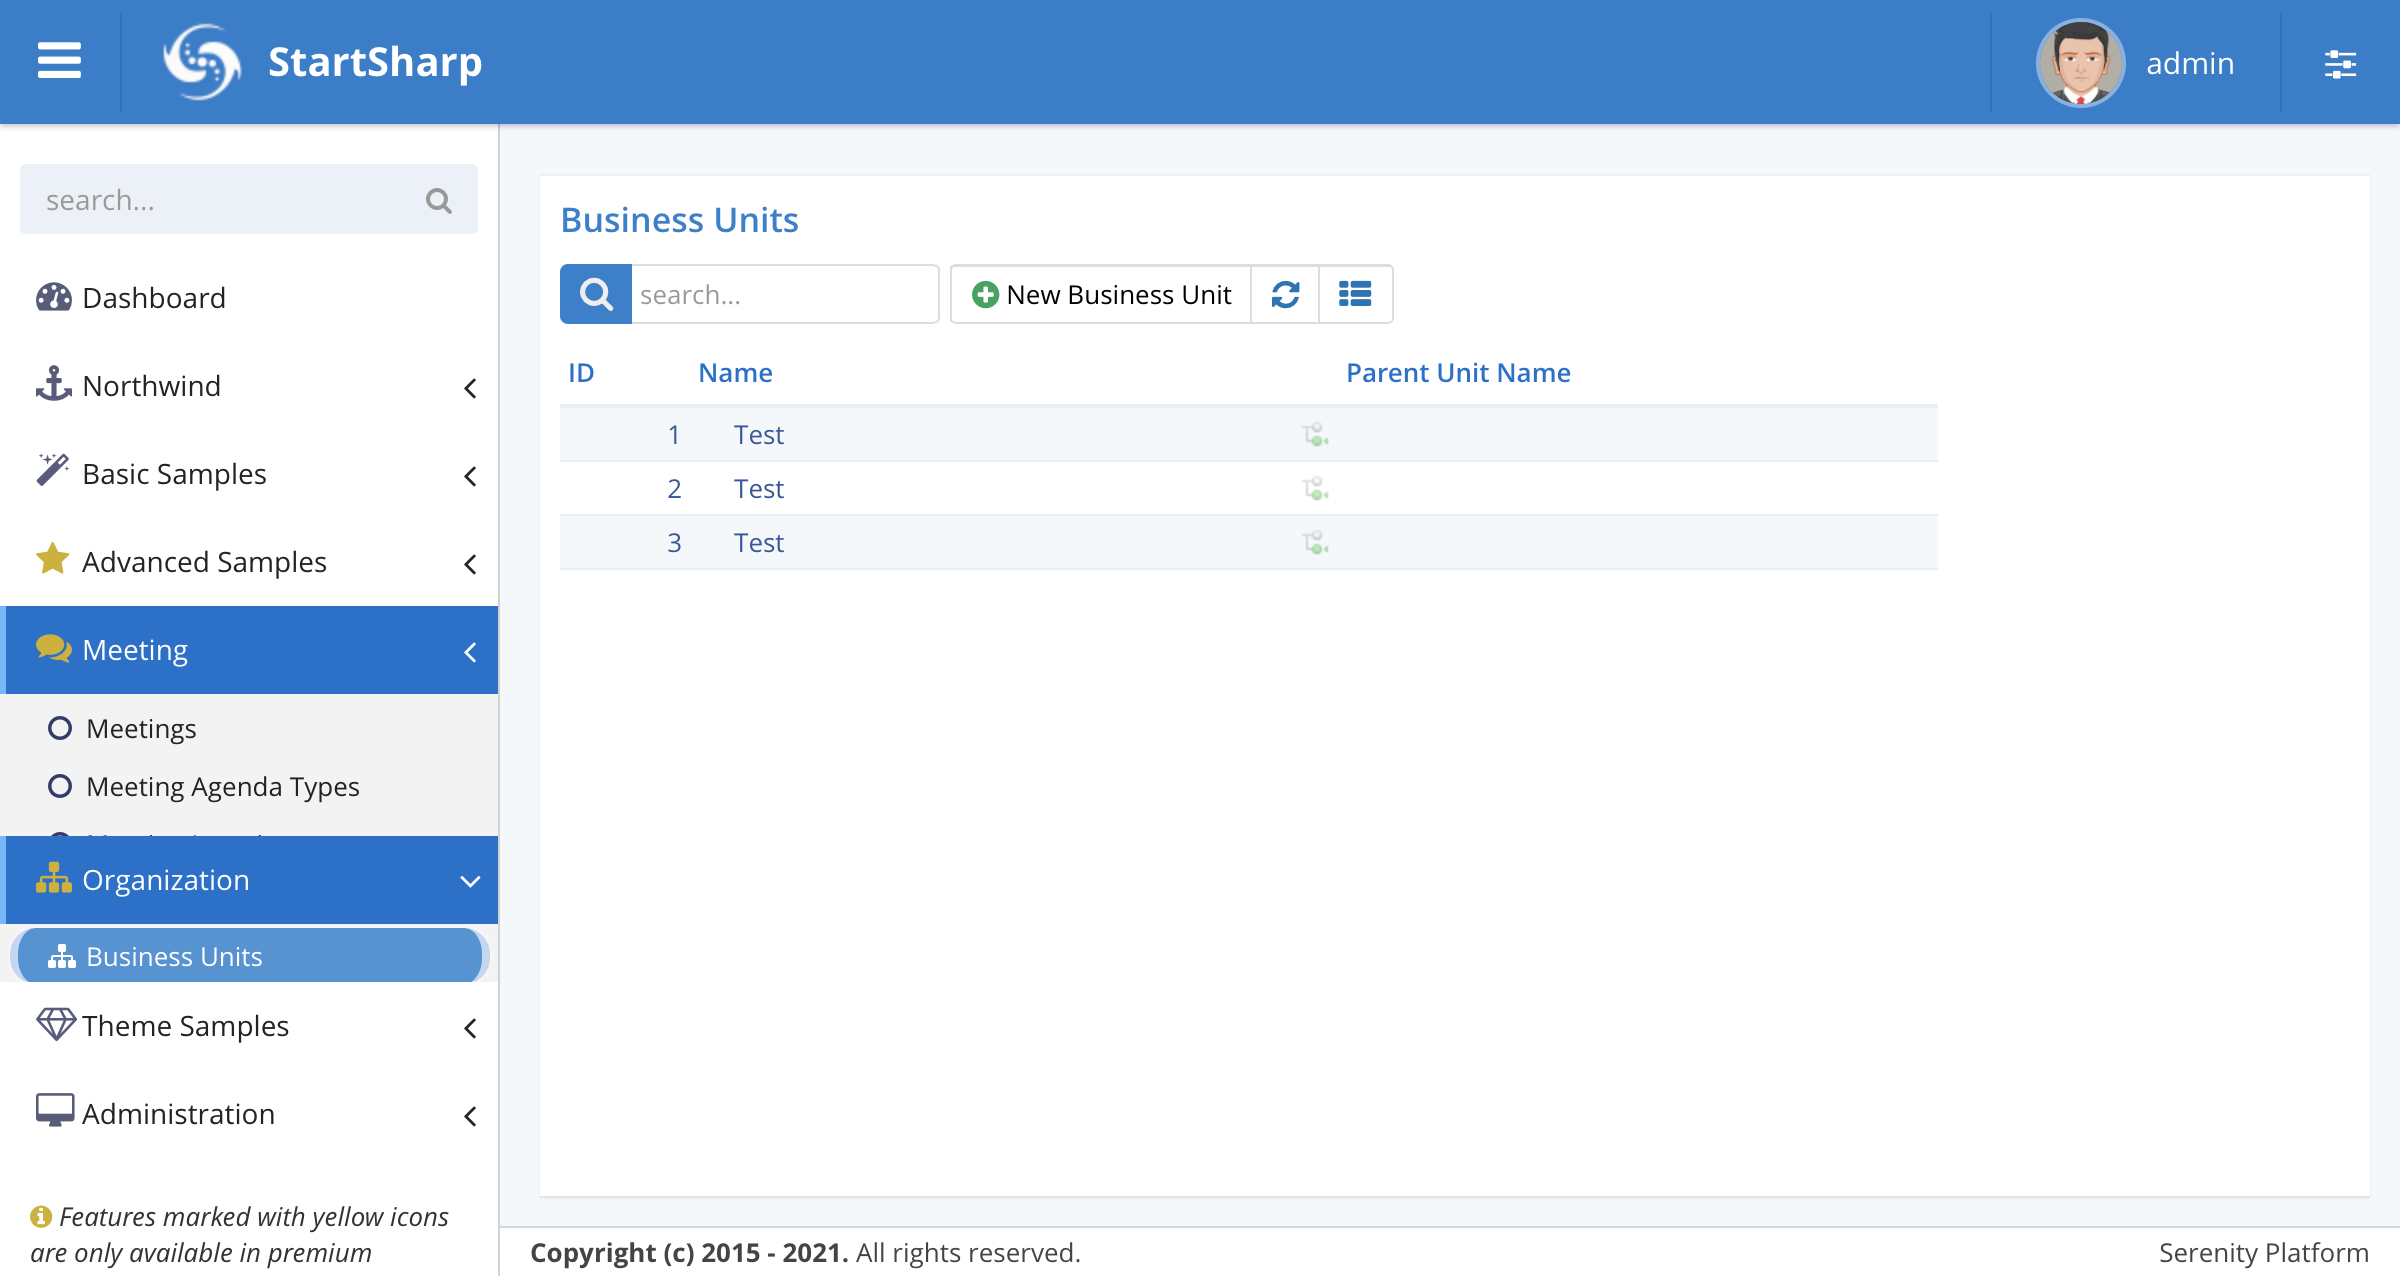 StartSharp
admin
search...
Dashboard
Northwind
Basic Samples
Advanced Samples
Meeting
Meetings
Meeting Agenda Types
Organization
Business Units
Theme Samples
Administration
Features marked with yellow icons
are only available in premium
Business Units
search...
New Business Unit
ID Name Parent Unit Name
1 Test
2 Test
3 Test
Copyright (c) 2015 - 2021. All rights reserved.
Serenity Platform